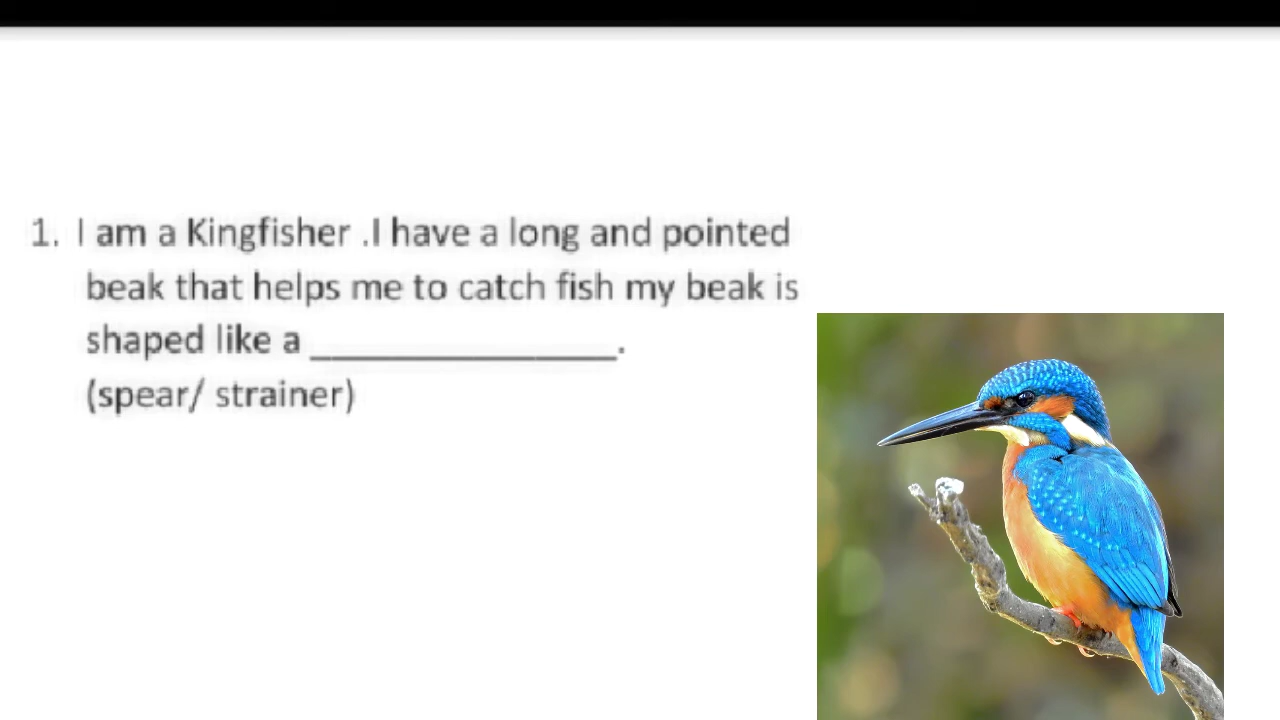 1. I am a Kingfisher .I have a long and pointed
beak that helps me to catch fish my beak is
shaped like a ________________.
(spear/ strainer)